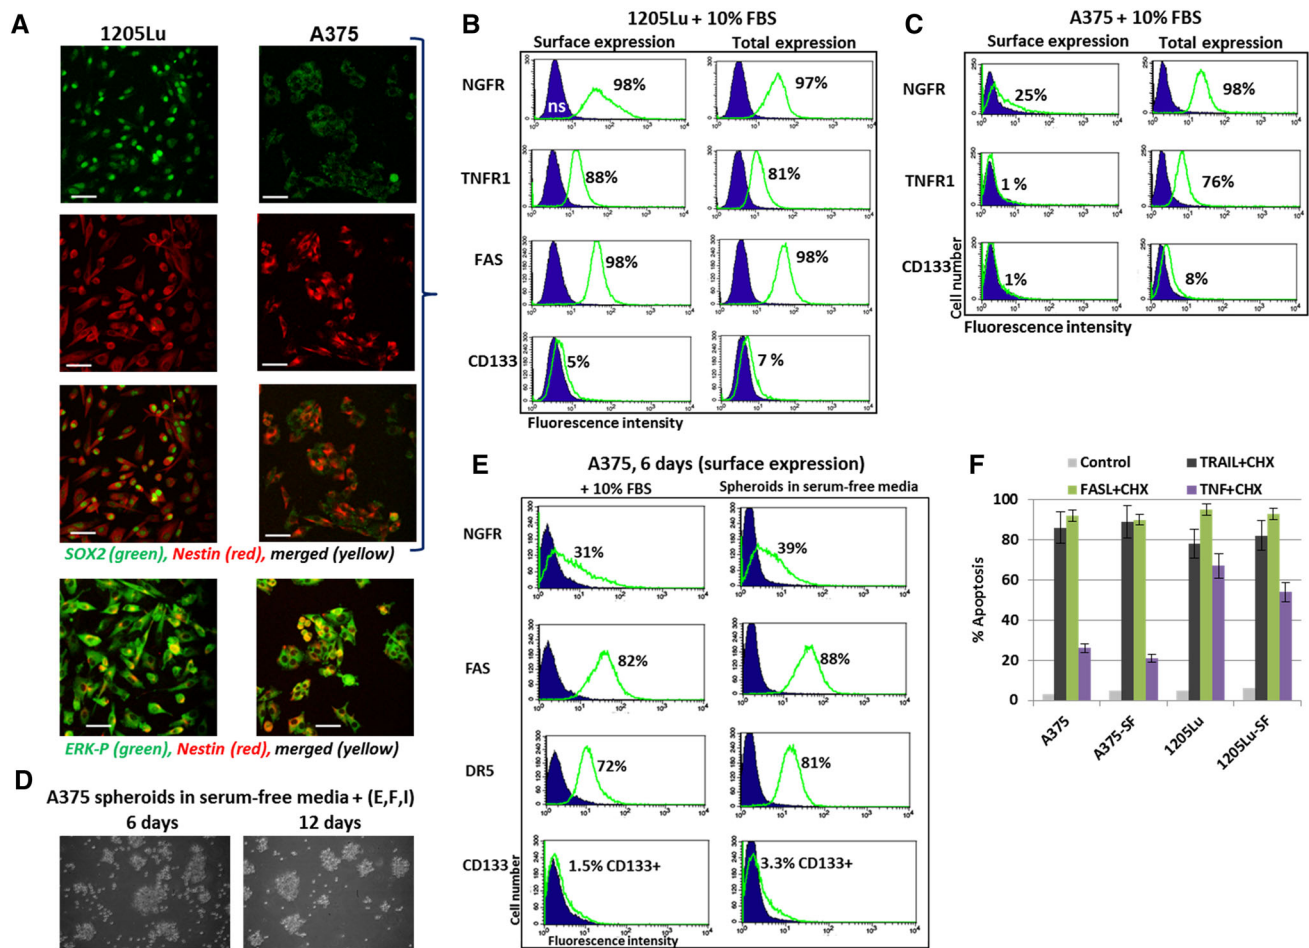 A
1205Lu
A375
SOX2 (green), Nestin (red), merged (yellow)
ERK-P (green), Nestin (red), merged (yellow)
B
1205Lu + 10% FBS
Surface expression
Total expression
NGFR
ns
98%
97%
TNFR1
88%
81%
FAS
98%
98%
CD133
5%
7 %
Fluorescence intensity
C
A375 + 10% FBS
Surface expression
Total expression
NGFR
25%
98%
TNFR1
1 %
76%
CD133
1%
8%
Cell number
Fluorescence intensity
D
A375 spheroids in serum-free media + (E,F,I)
6 days
12 days
E
A375, 6 days (surface expression)
+ 10% FBS
Spheroids in serum-free media
NGFR
31%
39%
FAS
82%
88%
DR5
72%
81%
CD133
1.5% CD133+
3.3% CD133+
Cell number
Fluorescence intensity
F
Control
TRAIL+CHX
FASL+CHX
TNF+CHX
% Apoptosis
100
80
60
40
20
0
A375
A375-SF
1205Lu
1205Lu-SF